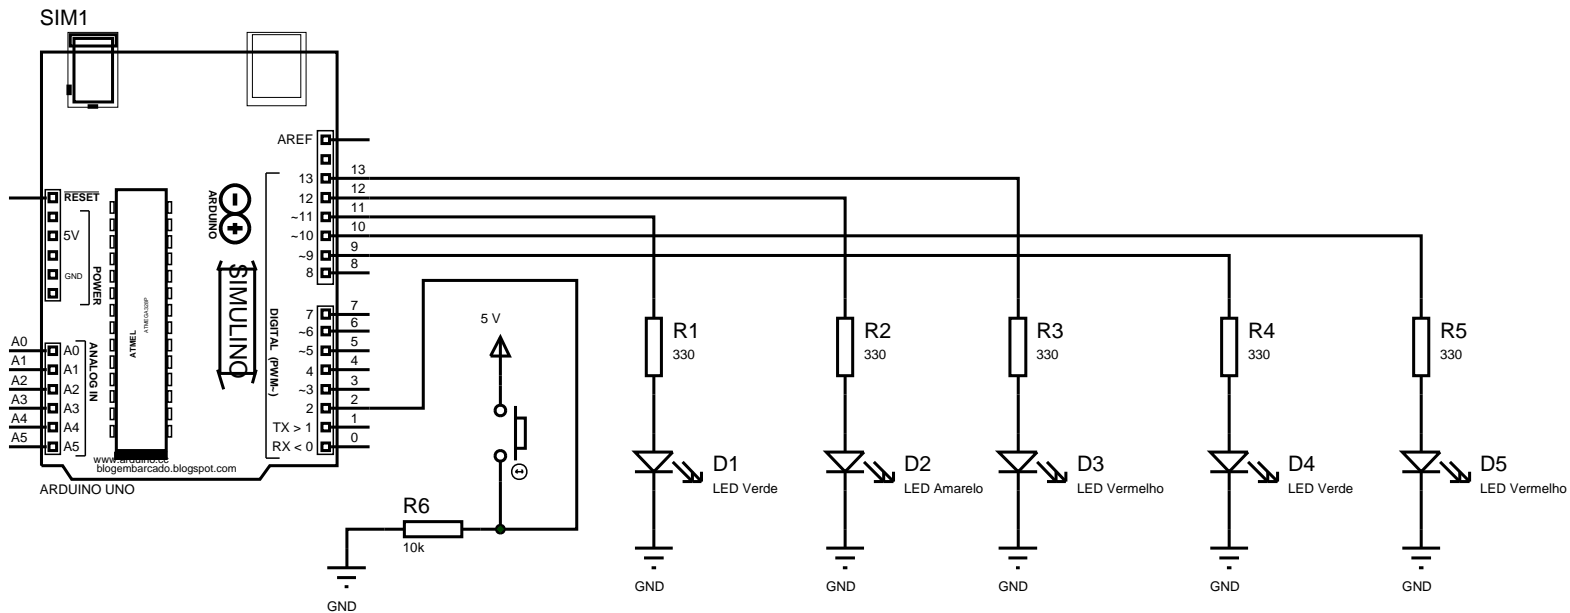 SIM1
AREF
13
13
12
12
~11
11
~10
10
~9
9
8
8
7
7
~6
6
~5
5
4
4
~3
3
2
2
TX > 1
1
RX < 0
0
RESET
5V
GND
POWER
A0
A0
A1
A1
A2
A2
A3
A3
A4
A4
A5
A5
ANALOG IN
ATMEL
ATMEGA328P
ARDUINO
SIMULINO
DIGITAL (PWM~)
www.arduino.cc
blogembarcado.blogspot.com
ARDUINO UNO
5 V
R6
10k
GND
R1
330
R2
330
R3
330
R4
330
R5
330
D1
LED Verde
D2
LED Amarelo
D3
LED Vermelho
D4
LED Verde
D5
LED Vermelho
GND
GND
GND
GND
GND